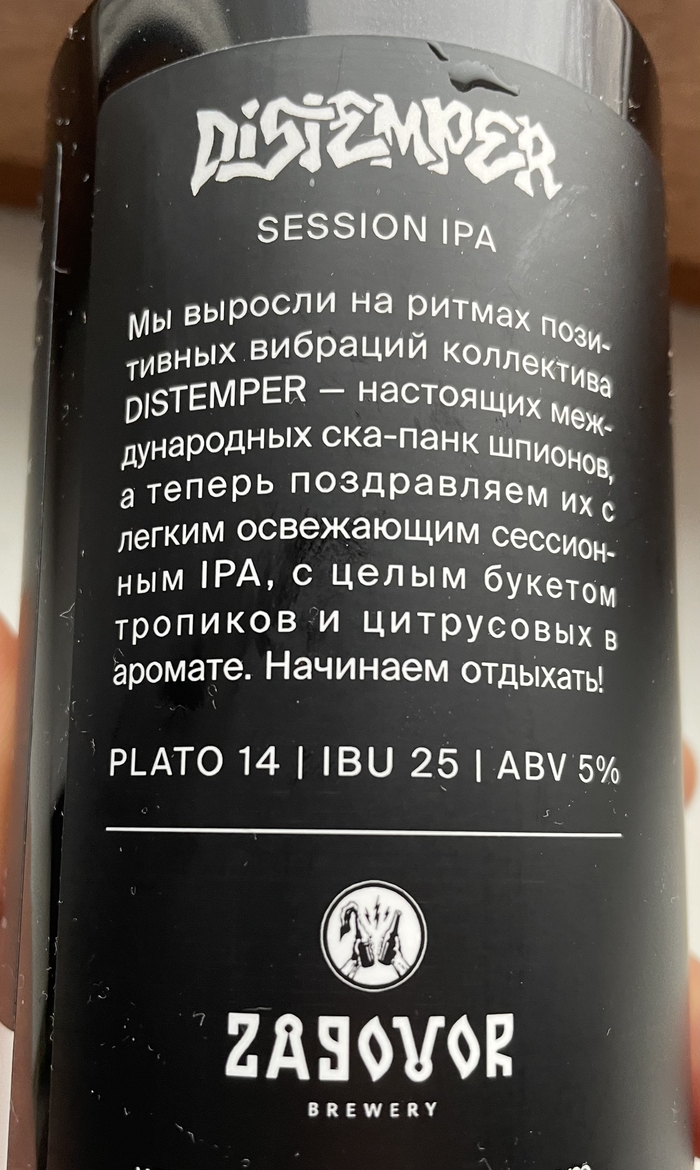 DISTEMPER
SESSION IPA
Мы выросли на ритмах пози-
тивных вибраций коллектива
DISTEMPER – настоящих меж-
дународных ска-панк шпионов,
а теперь поздравляем их с
легким освежающим сессион-
ным IPA, с целым букетом
тропиков и цитрусовых в
аромате. Начинаем отдыхать!
PLATO 14 | IBU 25 | ABV 5%
ZAGOVOR
BREWERY